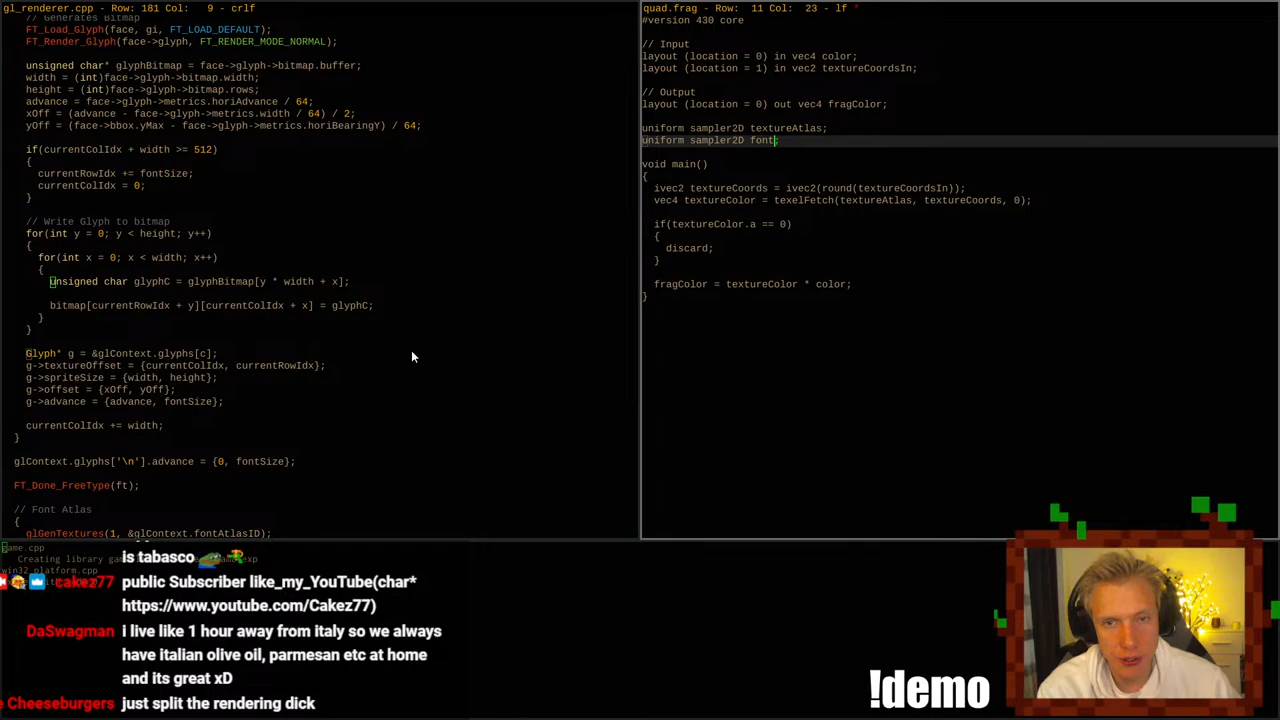 gl_renderer.cpp - Row: 181 Col:   9 - crlf
// Generates Bitmap
FT_Load_Glyph(face, gi, FT_LOAD_DEFAULT);
FT_Render_Glyph(face->glyph, FT_RENDER_MODE_NORMAL);
unsigned char* glyphBitmap = face->glyph->bitmap.buffer;
width = (int)face->glyph->bitmap.width;
height = (int)face->glyph->bitmap.rows;
advance = face->glyph->metrics.horiAdvance / 64;
xOff = (advance - face->glyph->metrics.width / 64) / 2;
yOff = (face->bbox.yMax - face->glyph->metrics.horiBearingY) / 64;
if(currentColIdx + width >= 512)
{
currentRowIdx += fontSize;
currentColIdx = 0;
}
// Write Glyph to bitmap
for(int y = 0; y < height; y++)
{
for(int x = 0; x < width; x++)
{
unsigned char glyphC = glyphBitmap[y * width + x];
bitmap[currentRowIdx + y][currentColIdx + x] = glyphC;
}
}
Glyph* g = &glContext.glyphs[c];
g->textureOffset = {currentColIdx, currentRowIdx};
g->spriteSize = {width, height};
g->offset = {xOff, yOff};
g->advance = {advance, fontSize};
currentColIdx += width;
}
glContext.glyphs['\n'].advance = {0, fontSize};
FT_Done_FreeType(ft);
// Font Atlas
{
glGenTextures(1, &glContext.fontAtlasID);
quad.frag - Row:  11 Col:  23 - lf *
#version 430 core
// Input
layout (location = 0) in vec4 color;
layout (location = 1) in vec2 textureCoordsIn;
// Output
layout (location = 0) out vec4 fragColor;
uniform sampler2D textureAtlas;
uniform sampler2D font;
void main()
{
ivec2 textureCoords = ivec2(round(textureCoordsIn));
vec4 textureColor = texelFetch(textureAtlas, textureCoords, 0);
if(textureColor.a == 0)
{
discard;
}
fragColor = textureColor * color;
}
game.cpp
Creating library
win32_platform.cpp
is tabasco
cakez77 public Subscriber like_my_YouTube(char*
https://www.youtube.com/Cakez77)
DaSwagman i live like 1 hour away from italy so we always
have italian olive oil, parmesan etc at home
and its great xD
Cheeseburgers just split the rendering dick
!demo